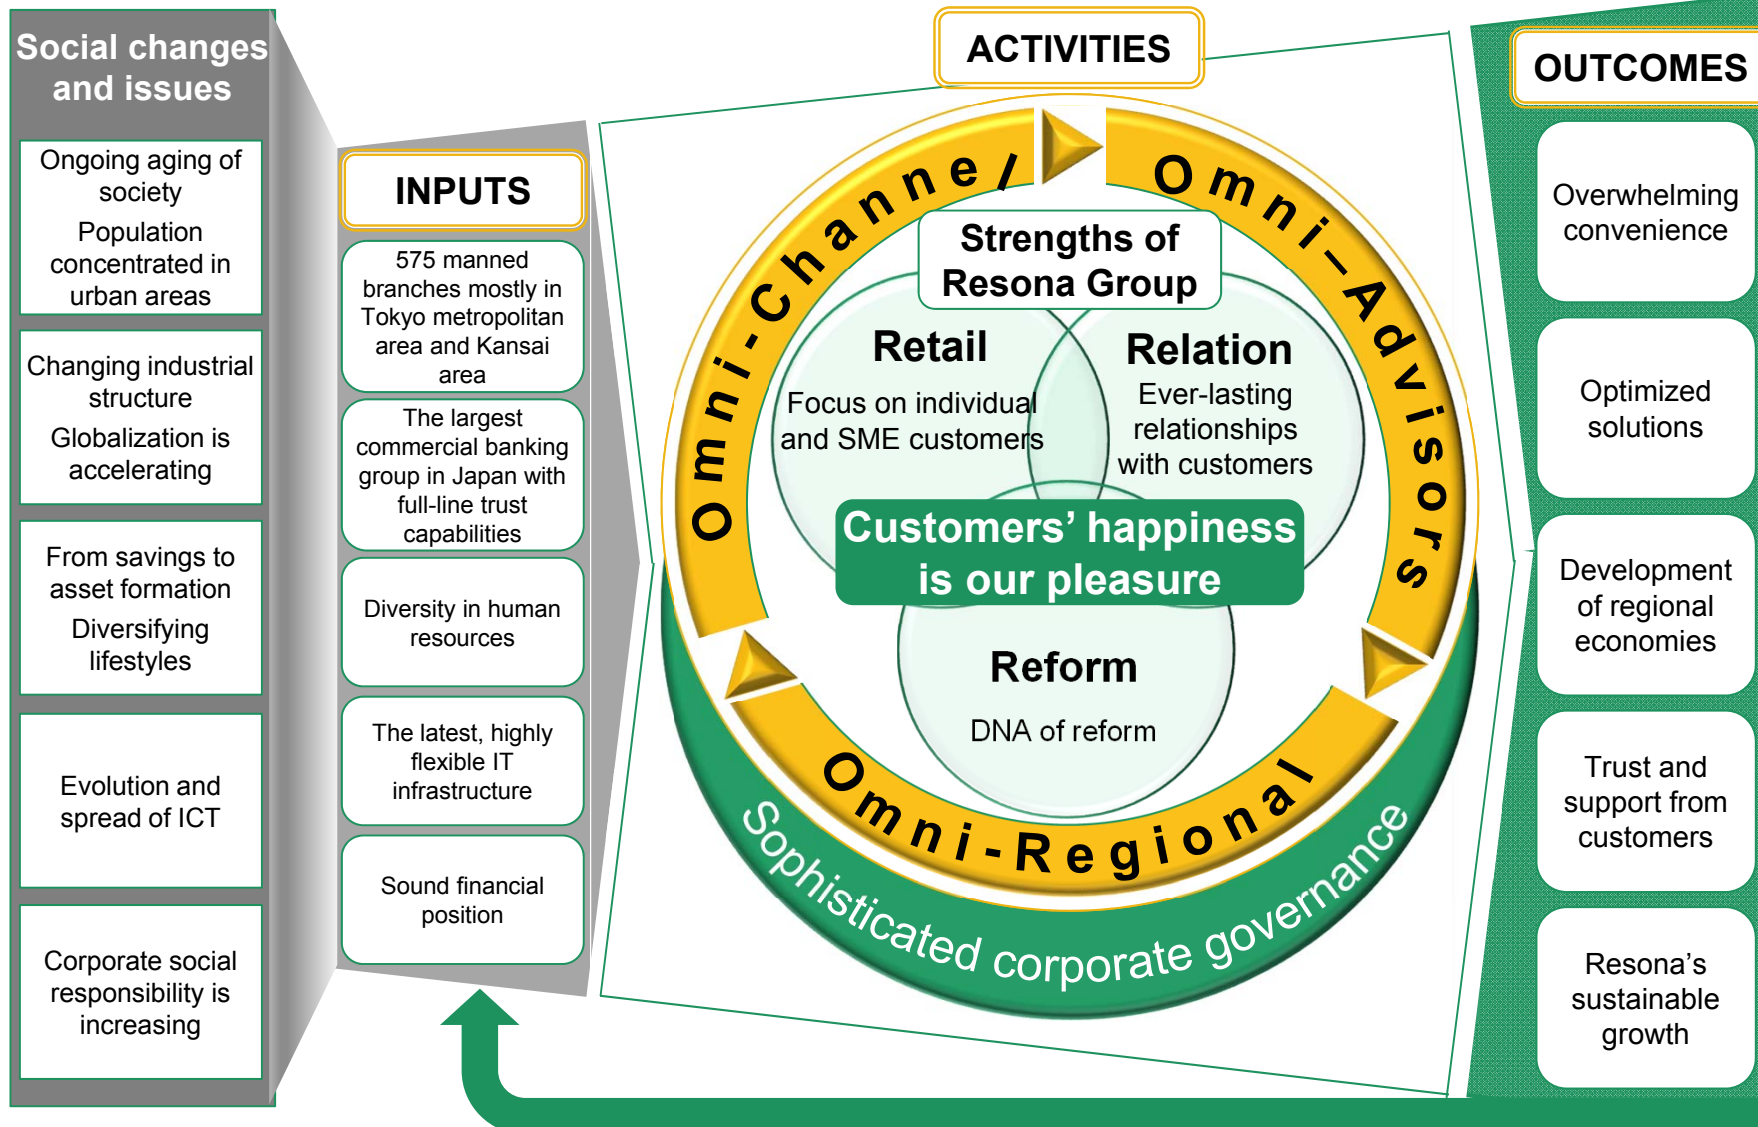 Social changes
and issues
Ongoing aging of
society
Population
concentrated in
urban areas
Changing industrial
structure
Globalization is
accelerating
From savings to
asset formation
Diversifying
lifestyles
Evolution and
spread of ICT
Corporate social
responsibility is
increasing
INPUTS
575 manned
branches mostly in
Tokyo metropolitan
area and Kansai
area
The largest
commercial banking
group in Japan with
full-line trust
capabilities
Diversity in human
resources
The latest, highly
flexible IT
infrastructure
Sound financial
position
ACTIVITIES
Omni-Channel
Omni–Advisors
Omni-Regional
Strengths of
Resona Group
Retail
Focus on individual
and SME customers
Relation
Ever-lasting
relationships
with customers
Customers’ happiness
is our pleasure
Reform
DNA of reform
Sophisticated corporate governance
OUTCOMES
Overwhelming
convenience
Optimized
solutions
Development
of regional
economies
Trust and
support from
customers
Resona’s
sustainable
growth